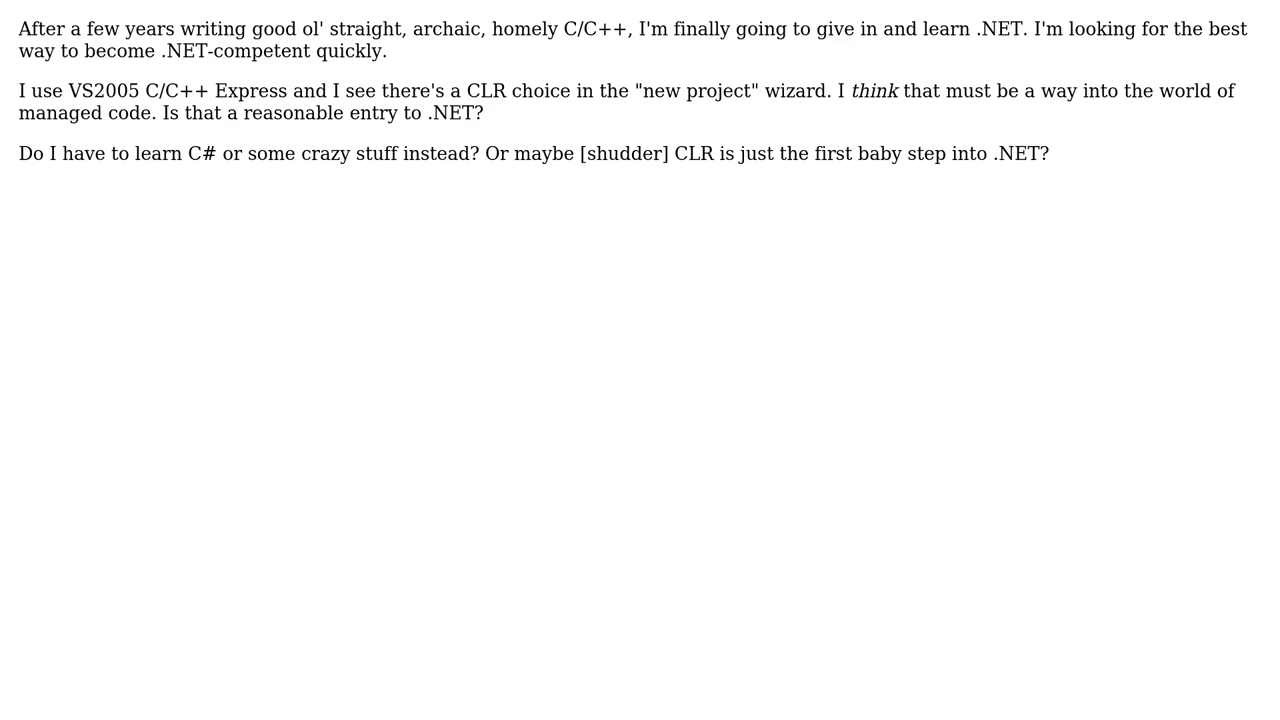 After a few years writing good ol' straight, archaic, homely C/C++, I'm finally going to give in and learn .NET. I'm looking for the best
way to become .NET-competent quickly.
I use VS2005 C/C++ Express and I see there's a CLR choice in the "new project" wizard. I think that must be a way into the world of
managed code. Is that a reasonable entry to .NET?
Do I have to learn C# or some crazy stuff instead? Or maybe [shudder] CLR is just the first baby step into .NET?